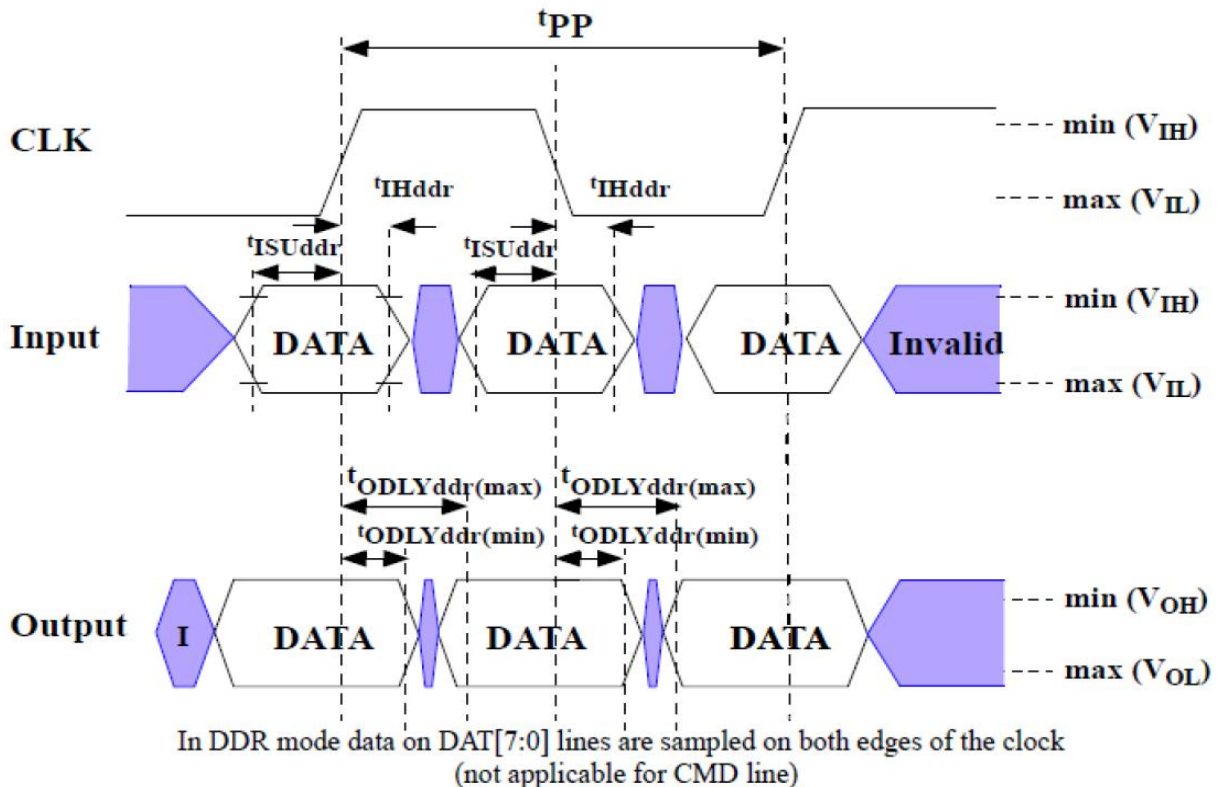 tPP
CLK
min (VIH)
max (VIL)
tIHddr
tIHddr
tISUddr
tISUddr
Input
DATA
DATA
DATA
Invalid
min (VIH)
max (VIL)
tODLYddr(max)
tODLYddr(max)
tODLYddr(min)
tODLYddr(min)
Output
I
DATA
DATA
DATA
min (VOH)
max (VOL)
In DDR mode data on DAT[7:0] lines are sampled on both edges of the clock
(not applicable for CMD line)